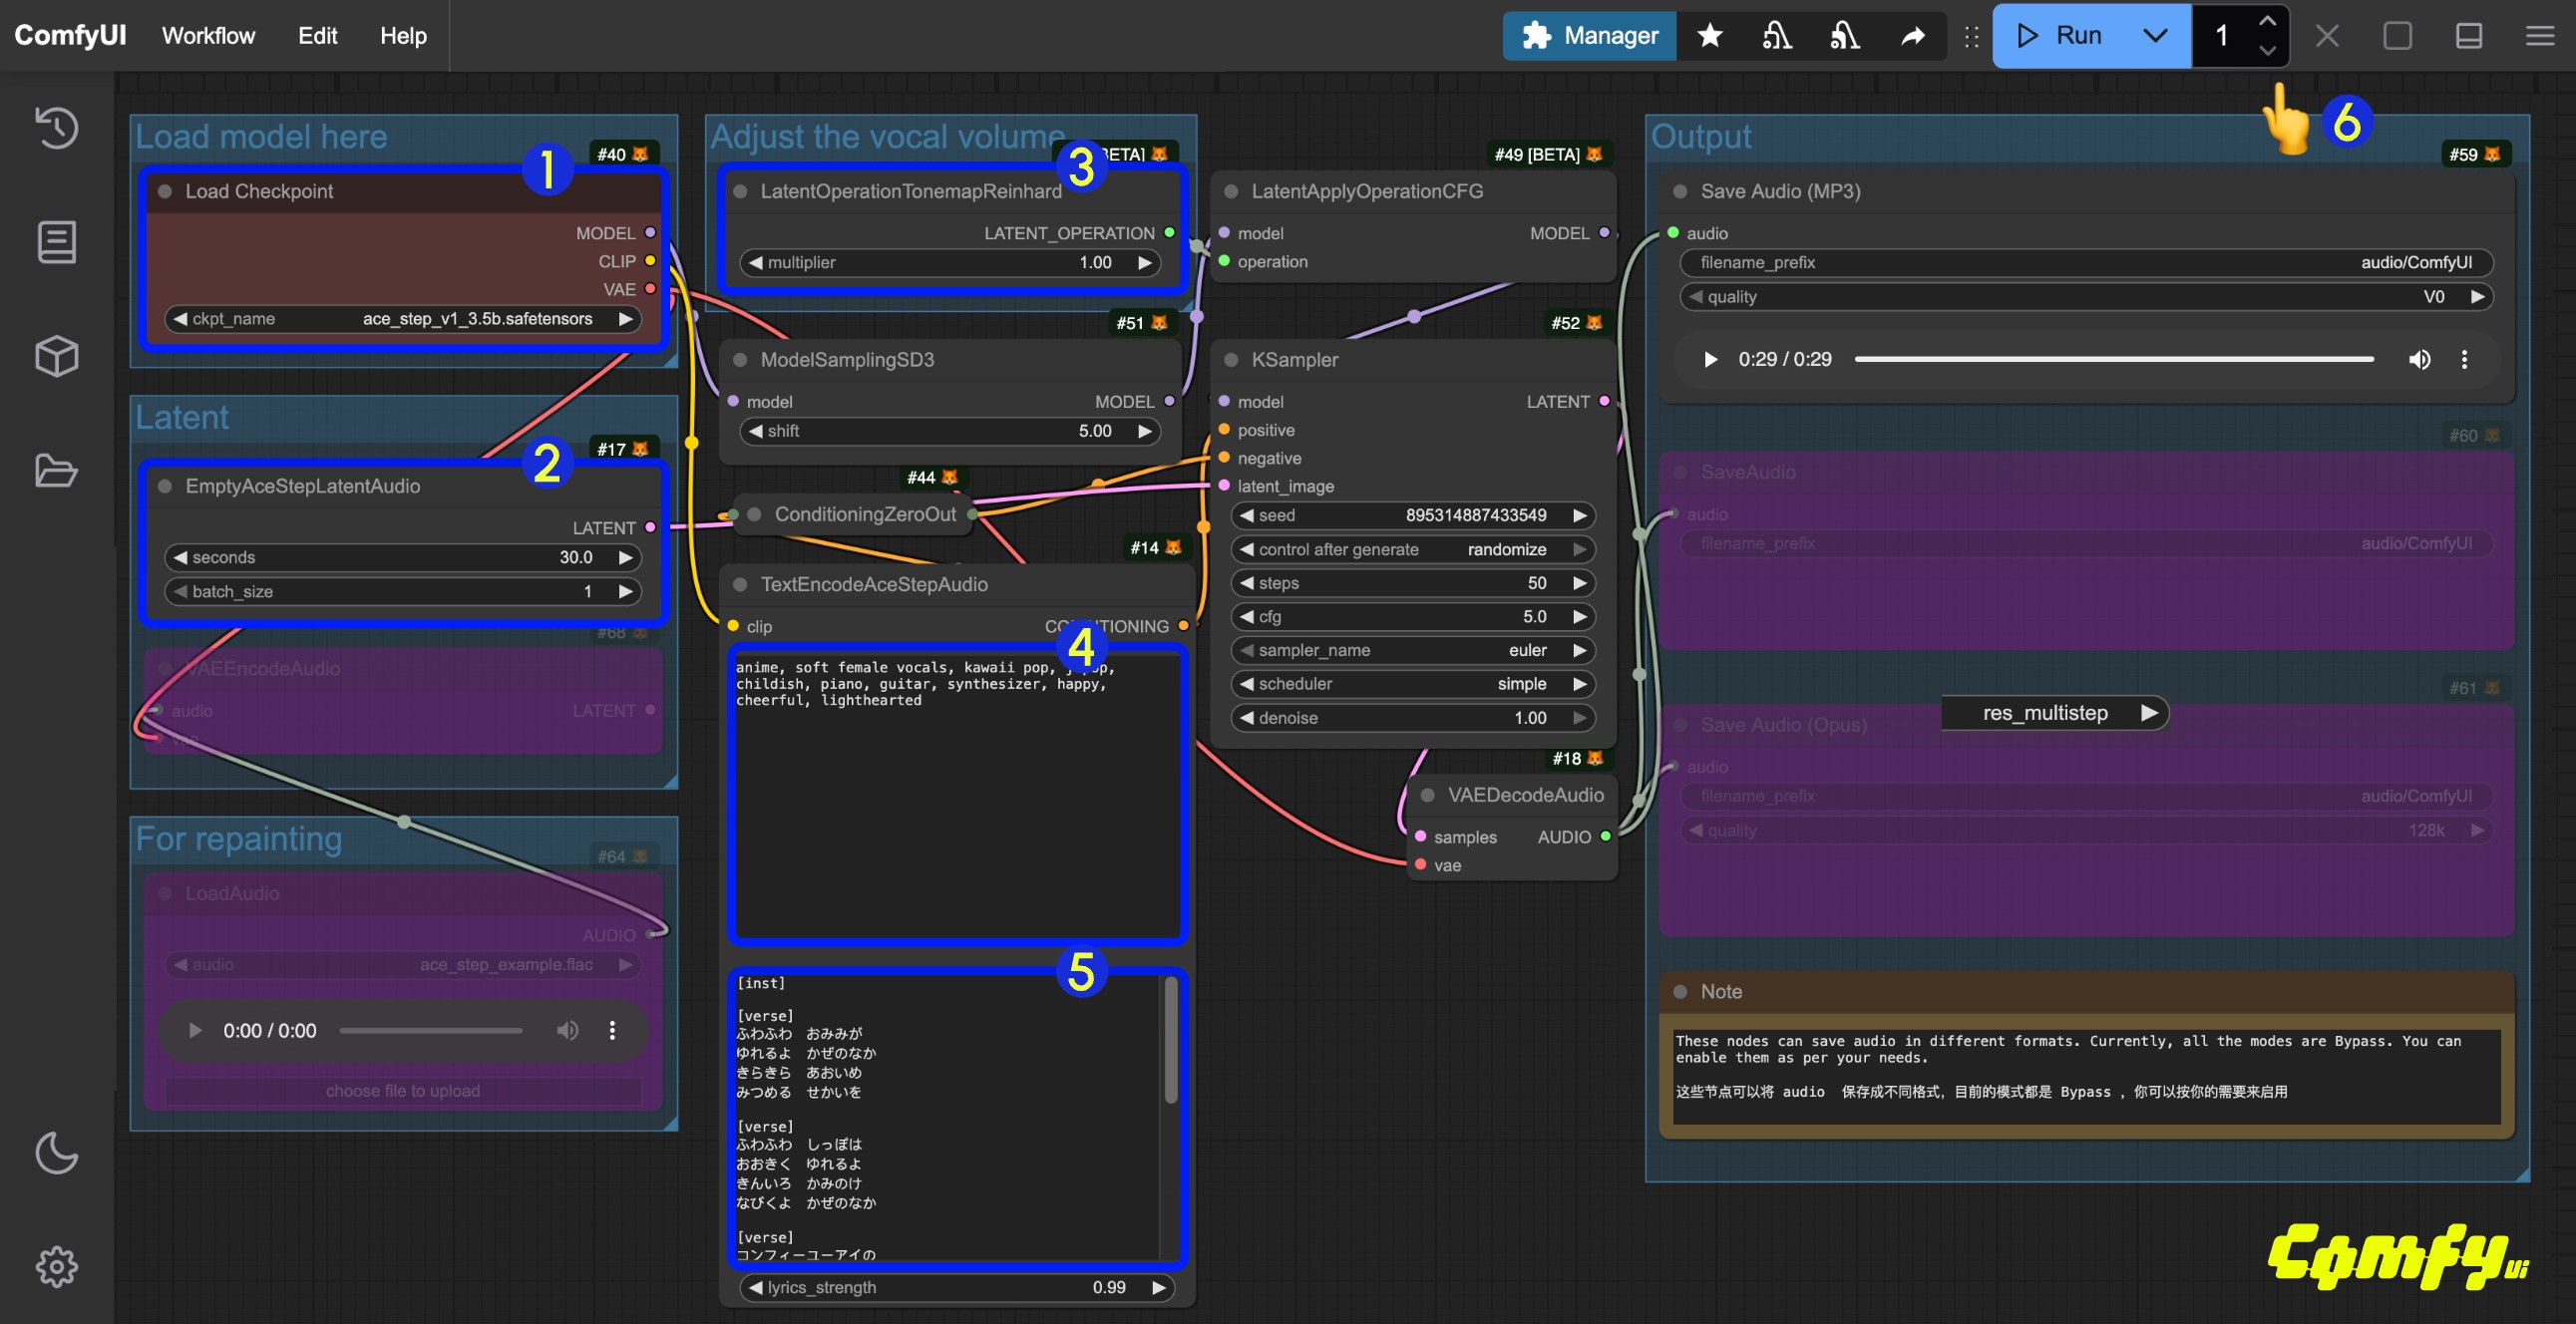 ComfyUI
Workflow
Edit
Help
Manager
Run
1
6
Load model here
#40
1
Load Checkpoint
MODEL
CLIP
VAE
ckpt_name ace_step_v1_3.5b.safetensors
Latent
#17
2
EmptyAceStepLatentAudio
LATENT
seconds 30.0
batch_size 1
#68
VAEEncodeAudio
audio LATENT
vae
For repainting
#64
LoadAudio
AUDIO
audio ace_step_example.flac
0:00 / 0:00
choose file to upload
Adjust the vocal volume
BETA]
3
LatentOperationTonemapReinhard
LATENT_OPERATION
multiplier 1.00
#51
ModelSamplingSD3
model MODEL
shift 5.00
#44
ConditioningZeroOut
#14
TextEncodeAceStepAudio
clip
4
anime, soft female vocals, kawaii pop,
childish, piano, guitar, synthesizer, happy,
cheerful, lighthearted
5
[inst]
[verse]
ふわふわ　おみみが
ゆれるよ　かぜのなか
きらきら　あおいめ
みつめる　せかいを
[verse]
ふわふわ　しっぽは
おおきく　ゆれるよ
きんいろ　かみのけ
なびくよ　かぜのなか
[verse]
コンフィーユーアイの
lyrics_strength 0.99
#49 [BETA]
LatentApplyOperationCFG
model MODEL
operation
#52
KSampler
model LATENT
positive
negative
latent_image
seed 895314887433549
control after generate randomize
steps 50
cfg 5.0
sampler_name euler
scheduler simple
denoise 1.00
#18
VAEDecodeAudio
samples AUDIO
vae
Output
#59
Save Audio (MP3)
audio
filename_prefix audio/ComfyUI
quality V0
0:29 / 0:29
#60
SaveAudio
audio
filename_prefix audio/ComfyUI
#61
res_multistep
Save Audio (Opus)
audio
filename_prefix audio/ComfyUI
quality 128k
Note
These nodes can save audio in different formats. Currently, all the modes are Bypass. You can
enable them as per your needs.
这些节点可以将 audio 保存成不同格式，目前的模式都是 Bypass ，你可以按你的需要来启用
Comfy UI